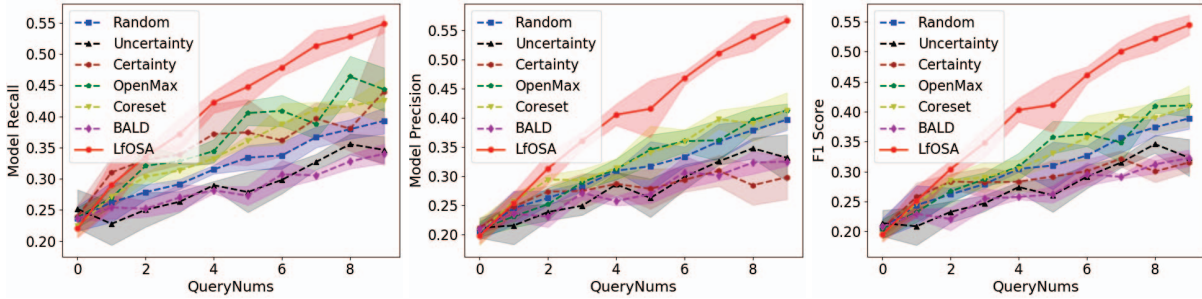 Model Recall
0.55
0.50
0.45
0.40
0.35
0.30
0.25
0.20
Random
Uncertainty
Certainty
OpenMax
Coreset
BALD
LfOSA
0 2 4 6 8
QueryNums
Model Precision
0.55
0.50
0.45
0.40
0.35
0.30
0.25
0.20
Random
Uncertainty
Certainty
OpenMax
Coreset
BALD
LfOSA
0 2 4 6 8
QueryNums
F1 Score
0.55
0.50
0.45
0.40
0.35
0.30
0.25
0.20
Random
Uncertainty
Certainty
OpenMax
Coreset
BALD
LfOSA
0 2 4 6 8
QueryNums